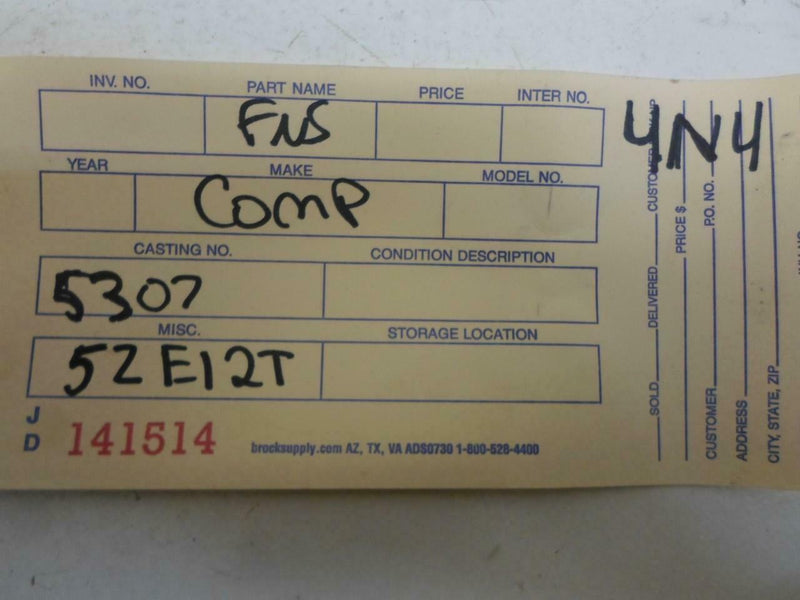 INV. NO. PART NAME PRICE INTER NO.
FNS
YEAR MAKE MODEL NO.
COMP
CASTING NO. CONDITION DESCRIPTION
5307
MISC. STORAGE LOCATION
52E12T
J
D
141514
brocksupply.com AZ, TX, VA ADS0730 1-800-528-4400
4N4
SOLD DELIVERED CUSTOMER
PRICE $
CUSTOMER P.O. NO.
ADDRESS
CITY, STATE, ZIP